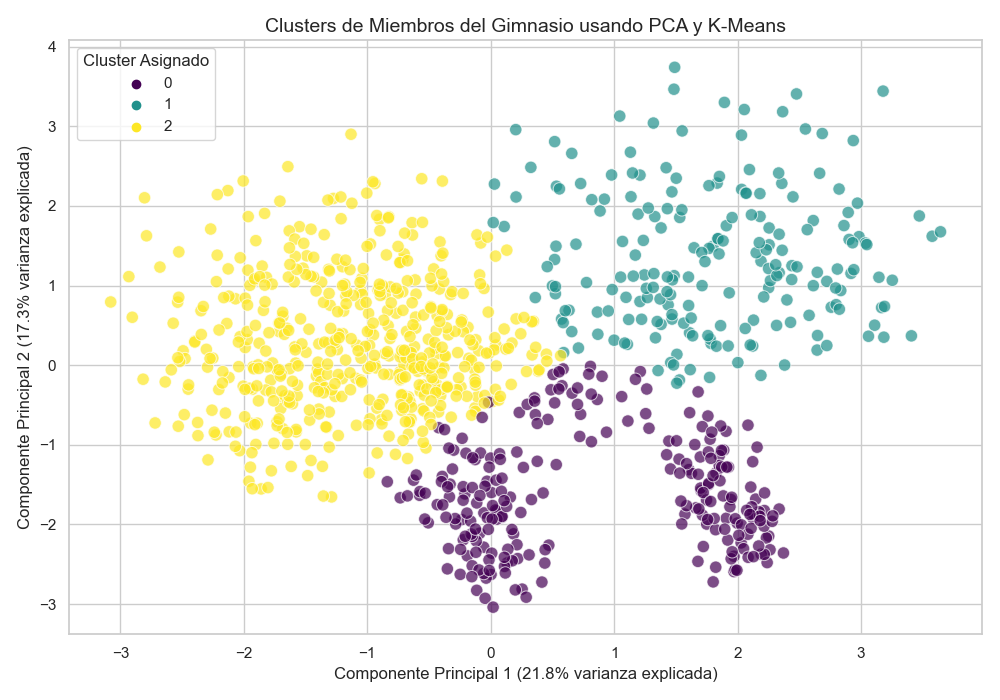 Clusters de Miembros del Gimnasio usando PCA y K-Means
Cluster Asignado
0
1
2
Componente Principal 2 (17.3% varianza explicada)
4
3
2
1
0
−1
−2
−3
−3 −2 −1 0 1 2 3
Componente Principal 1 (21.8% varianza explicada)